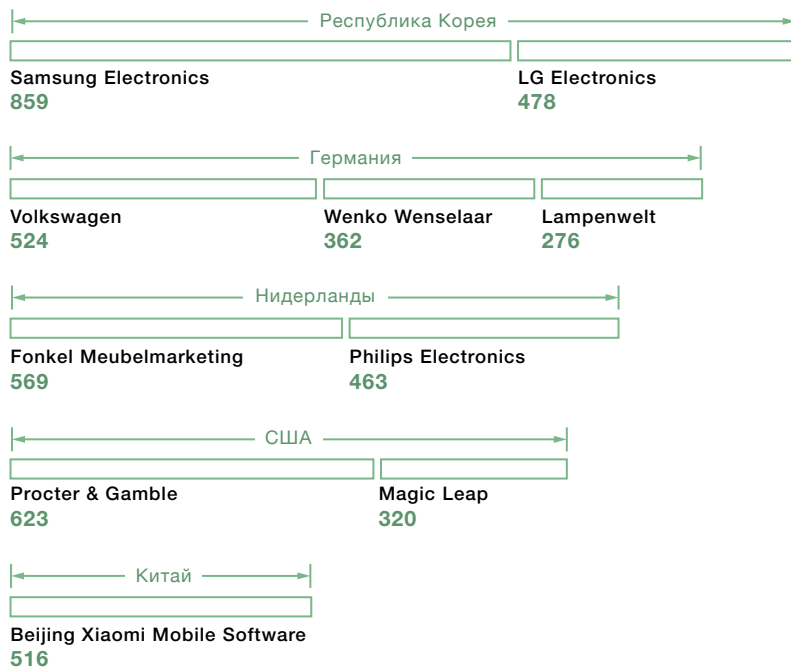 Республика Корея
Samsung Electronics
LG Electronics
859
478
Германия
Volkswagen
Wenko Wenselaar
Lampenwelt
524
362
276
Нидерланды
Fonkel Meubelmarketing
Philips Electronics
569
463
США
Procter & Gamble
Magic Leap
623
320
Китай
Beijing Xiaomi Mobile Software
516